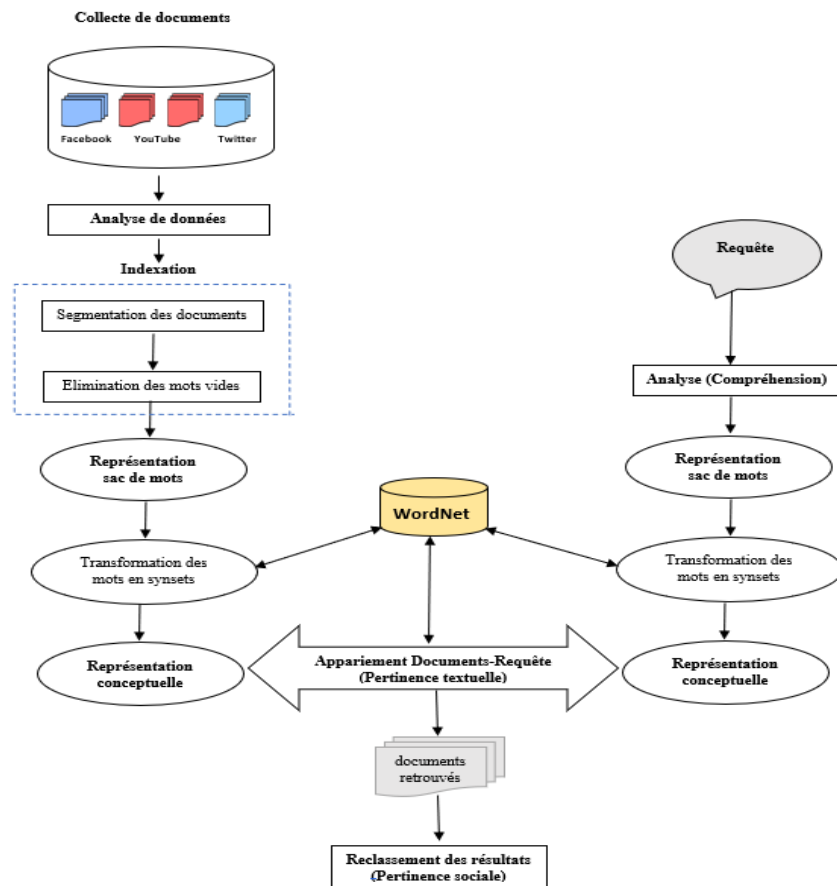 Collecte de documents
Facebook
YouTube
Twitter
Analyse de données
Indexation
Segmentation des documents
Elimination des mots vides
Représentation
sac de mots
Transformation des
mots en synsets
Représentation
conceptuelle
WordNet
Requête
Analyse (Compréhension)
Représentation
sac de mots
Transformation des
mots en synsets
Représentation
conceptuelle
Appariement Documents-Requête
(Pertinence textuelle)
documents
retrouvés
Reclassement des résultats
(Pertinence sociale)